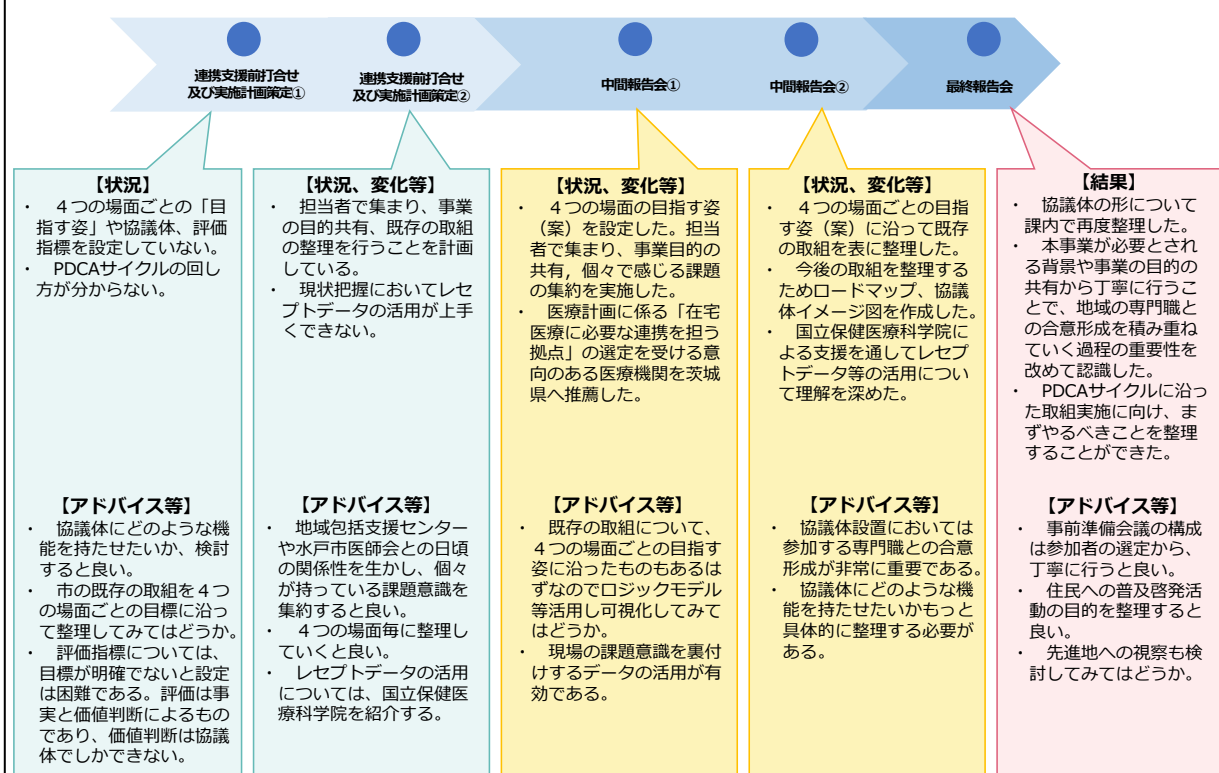 連携支援前打合せ
及び実施計画策定①
連携支援前打合せ
及び実施計画策定②
中間報告会①
中間報告会②
最終報告会
【状況】
・　４つの場面ごとの「目
指す姿」や協議体、評価
指標を設定していない。
・　PDCAサイクルの回し
方が分からない。
【アドバイス等】
・　協議体にどのような機
能を持たせたいか、検討
すると良い。
・　市の既存の取組を４つ
の場面ごとの目標に沿っ
て整理してみてはどうか。
・　評価指標については、
目標が明確でないと設定
は困難である。評価は事
実と価値判断によるもの
であり、価値判断は協議
体でしかできない。
【状況、変化等】
・　担当者で集まり、事業
の目的共有、既存の取組
の整理を行うことを計画
している。
・　現状把握においてレセ
プトデータの活用が上手
くできない。
【アドバイス等】
・　地域包括支援センター
や水戸市医師会との日頃
の関係性を生かし、個々
が持っている課題意識を
集約すると良い。
・　４つの場面毎に整理し
ていくと良い。
・　レセプトデータの活用
については、国立保健医
療科学院を紹介する。
【状況、変化等】
・　４つの場面の目指す姿
（案）を設定した。担当
者で集まり、事業目的の
共有，個々で感じる課題
の集約を実施した。
・　医療計画に係る「在宅
医療に必要な連携を担う
拠点」の選定を受ける意
向のある医療機関を茨城
県へ推薦した。
【アドバイス等】
・　既存の取組について、
４つの場面ごとの目指す
姿に沿ったものもあるは
ずなのでロジックモデル
等活用し可視化してみて
はどうか。
・　現場の課題意識を裏付
けするデータの活用が有
効である。
【状況、変化等】
・　４つの場面ごとの目指
す姿（案）に沿って既存
の取組を表に整理した。
・　今後の取組を整理する
ためロードマップ、協議
体イメージ図を作成した。
・　国立保健医療科学院に
よる支援を通してレセプ
トデータ等の活用につい
て理解を深めた。
【アドバイス等】
・　協議体設置においては
参加する専門職との合意
形成が非常に重要である。
・　協議体にどのような機
能を持たせたいかもっと
具体的に整理する必要が
ある。
【結果】
・　協議体の形について
課内で再度整理した。
・　本事業が必要とされ
る背景や事業の目的の
共有から丁寧に行うこ
とで、地域の専門職と
の合意形成を積み重ね
ていく過程の重要性を
改めて認識した。
・　PDCAサイクルに沿っ
た取組実施に向け、ま
ずやるべきことを整理
することができた。
【アドバイス等】
・　事前準備会議の構成
は参加者の選定から、
丁寧に行うと良い。
・　住民への普及啓発活
動の目的を整理すると
良い。
・　先進地への視察も検
討してみてはどうか。